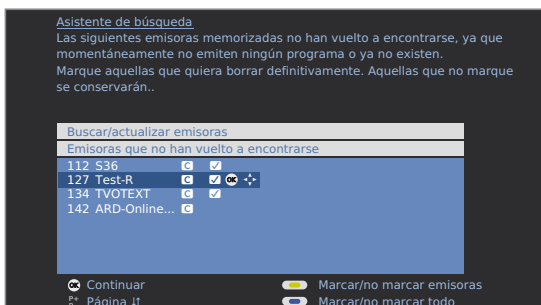 Asistente de búsqueda
Las siguientes emisoras memorizadas no han vuelto a encontrarse, ya que
momentáneamente no emiten ningún programa o ya no existen.
Marque aquellas que quiera borrar definitivamente. Aquellas que no marque
se conservarán..
Buscar/actualizar emisoras
Emisoras que no han vuelto a encontrarse
112 S36 C
127 Test-R C OK
134 TVOTEXT C
142 ARD-Online... C
OK Continuar
Marcar/no marcar emisoras
P+ Página
Marcar/no marcar todo